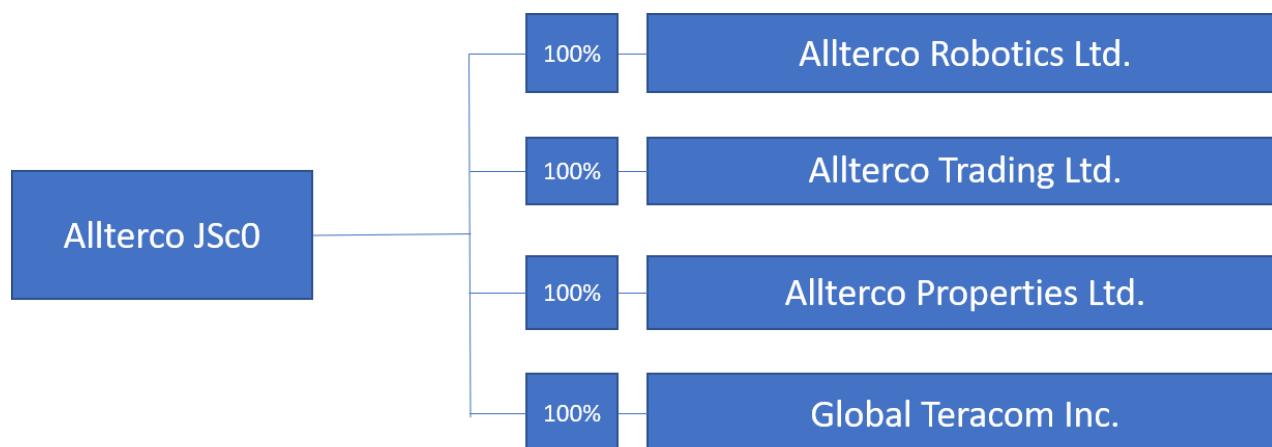 100%
Allterco Robotics Ltd.
100%
Allterco Trading Ltd.
Allterco JSc0
100%
Allterco Properties Ltd.
100%
Global Teracom Inc.